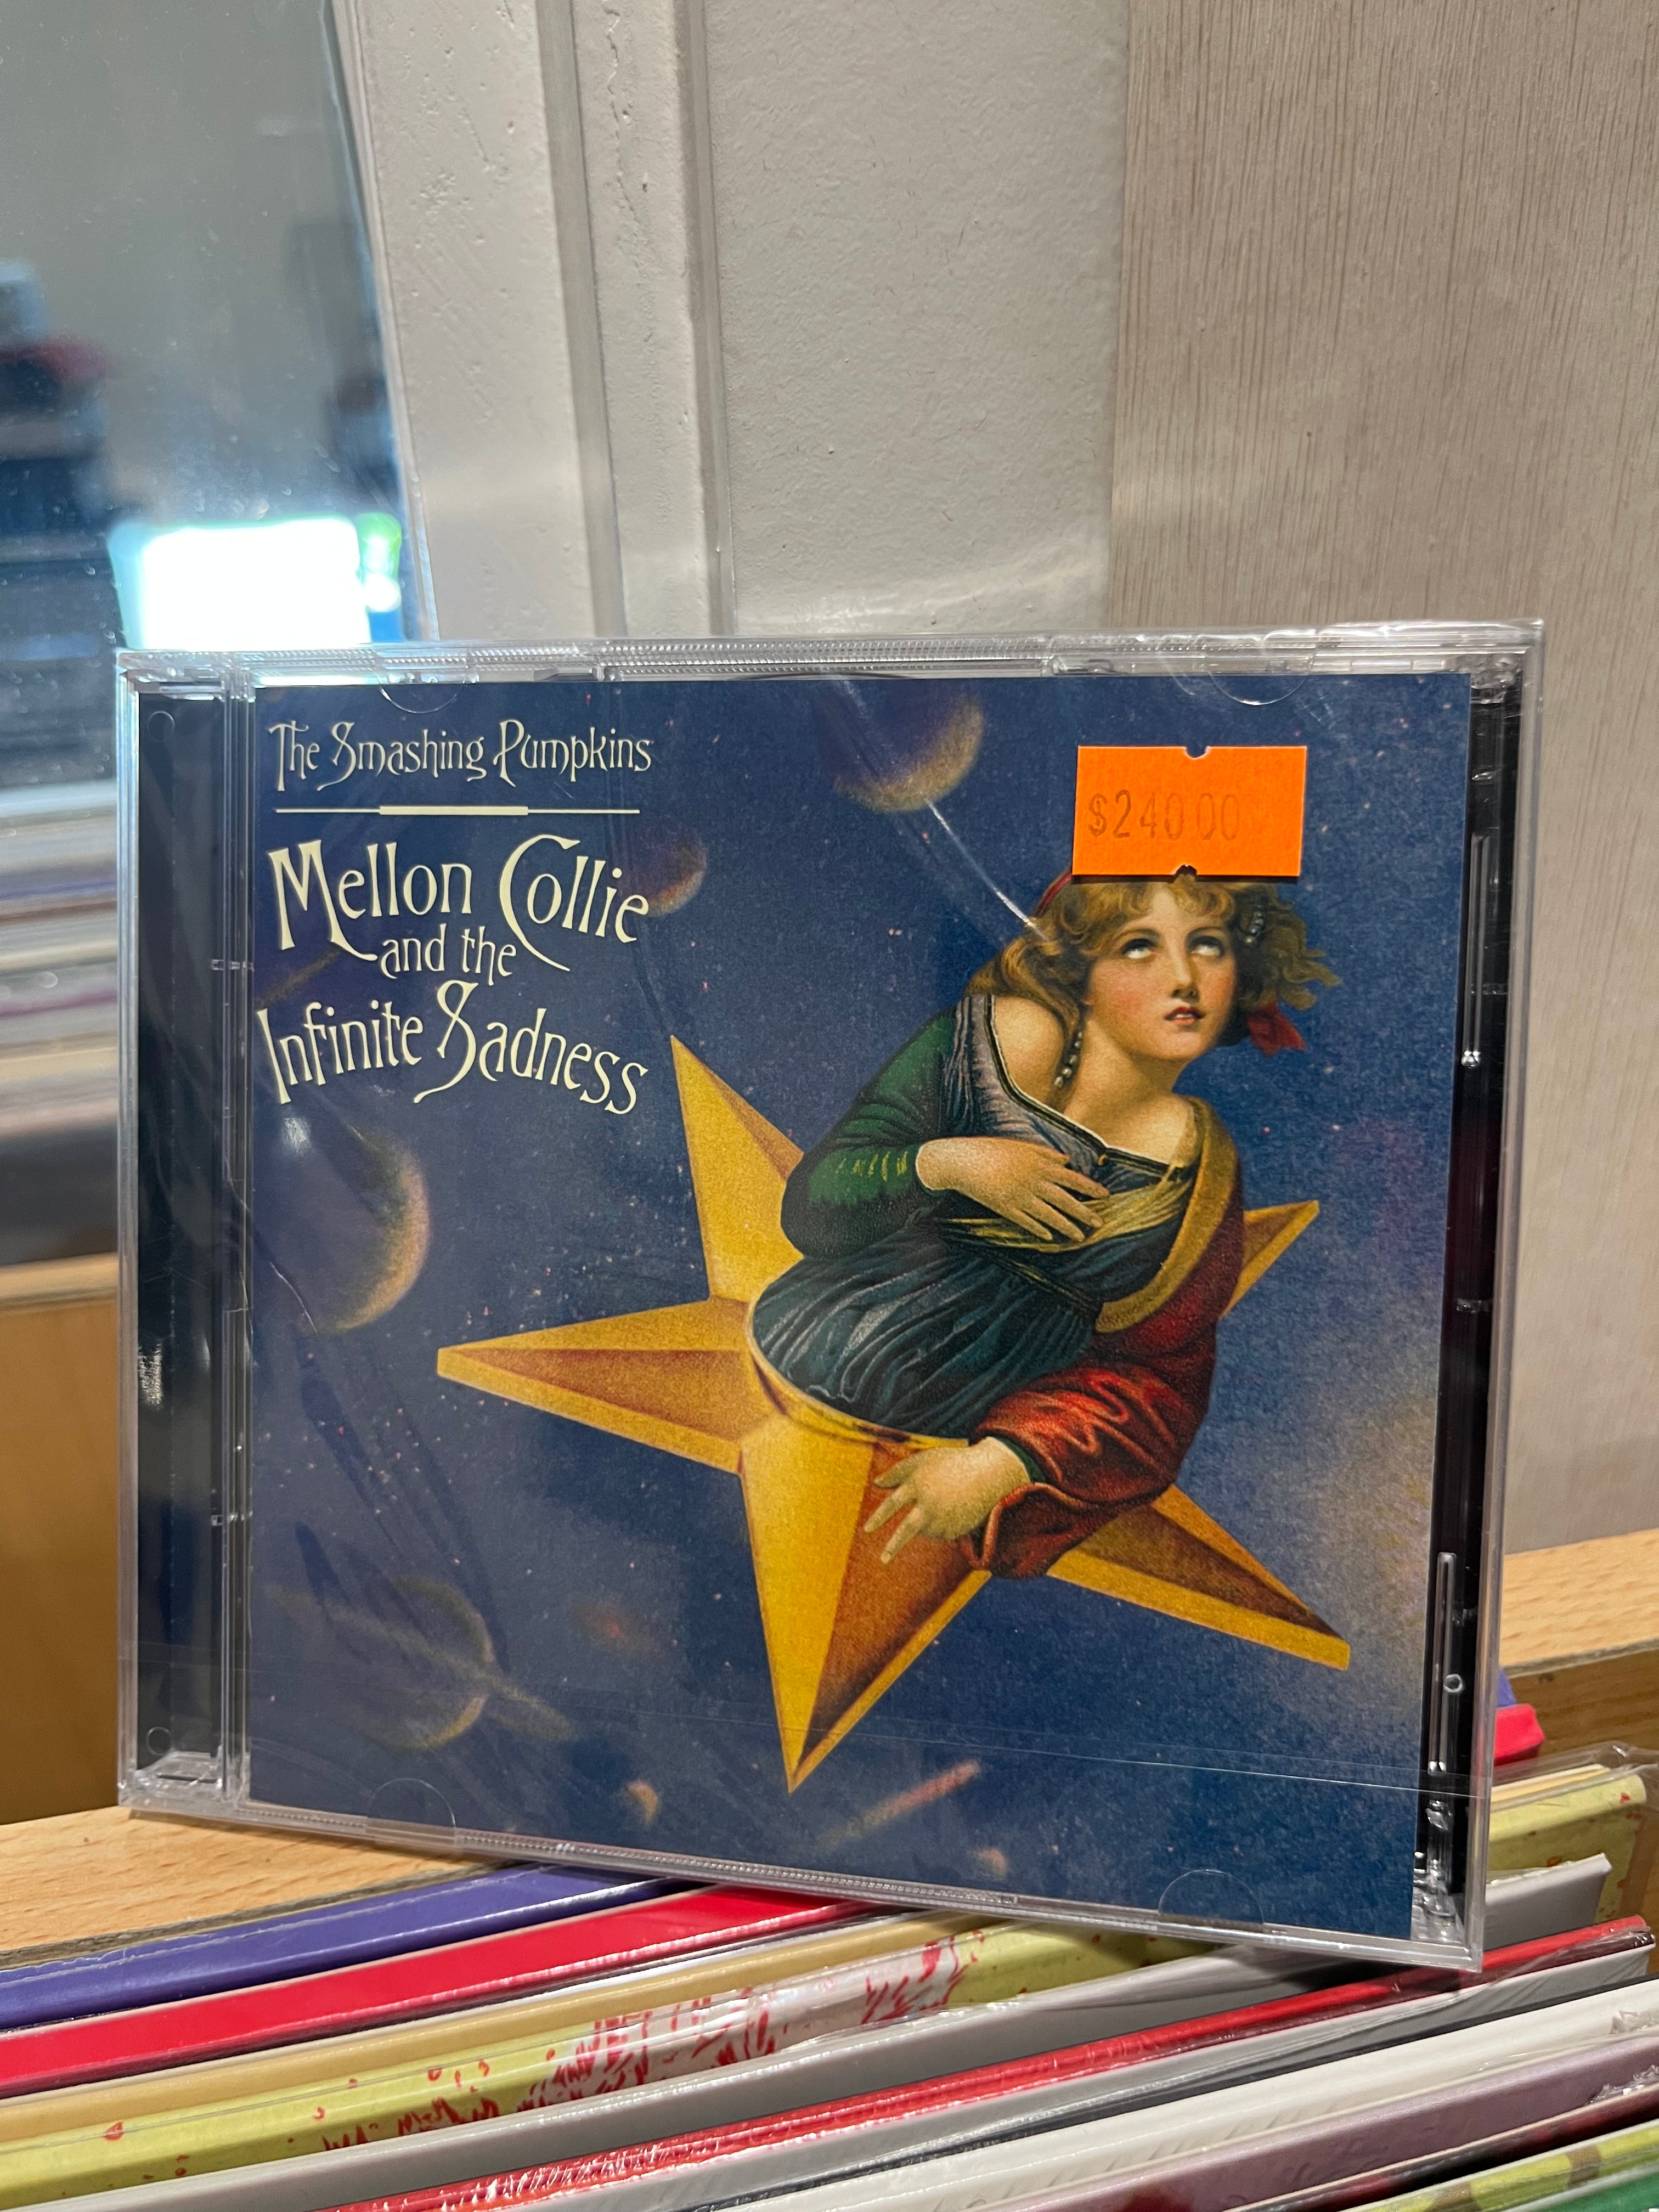 The Smashing Pumpkins
Mellon Collie
and the
Infinite Sadness
$240.00